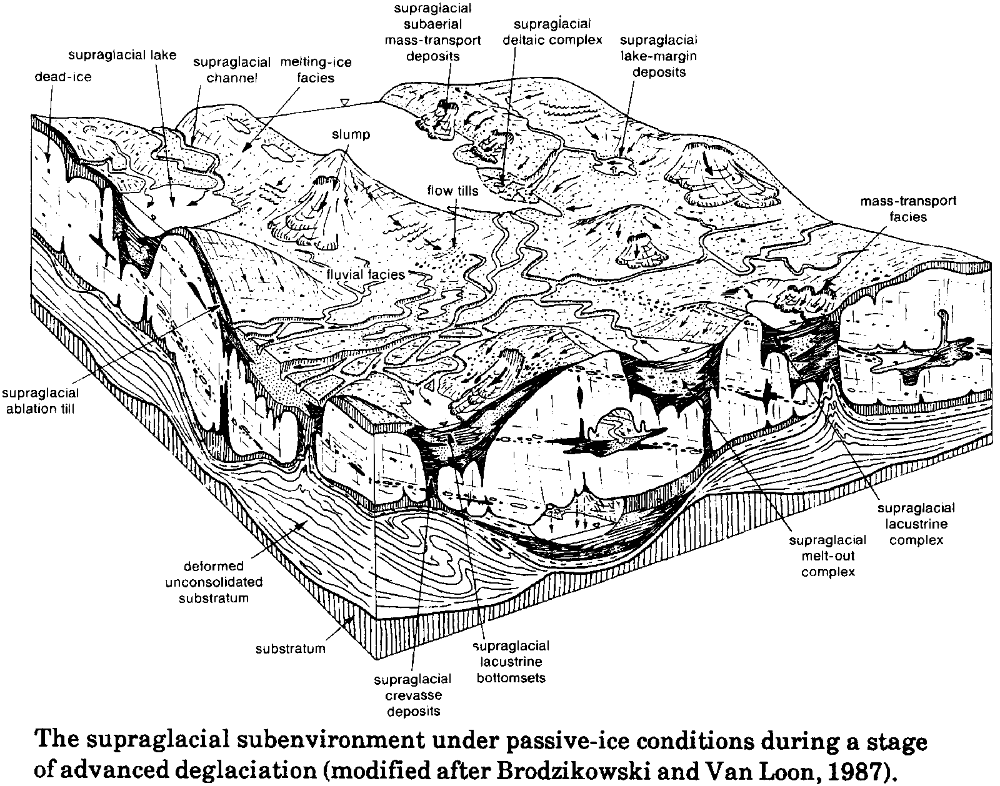 supraglacial
subaerial
mass-transport
deposits
supraglacial
deltaic complex
supraglacial
lake-margin
deposits
supraglacial lake
supraglacial
channel
melting-ice
facies
dead-ice
slump
flow tills
mass-transport
facies
fluvial facies
supraglacial
ablation till
supraglacial
lacustrine
complex
supraglacial
melt-out
complex
deformed
unconsolidated
substratum
substratum
supraglacial
lacustrine
bottomsets
supraglacial
crevasse
deposits
The supraglacial subenvironment under passive-ice conditions during a stage
of advanced deglaciation (modified after Brodzikowski and Van Loon, 1987).